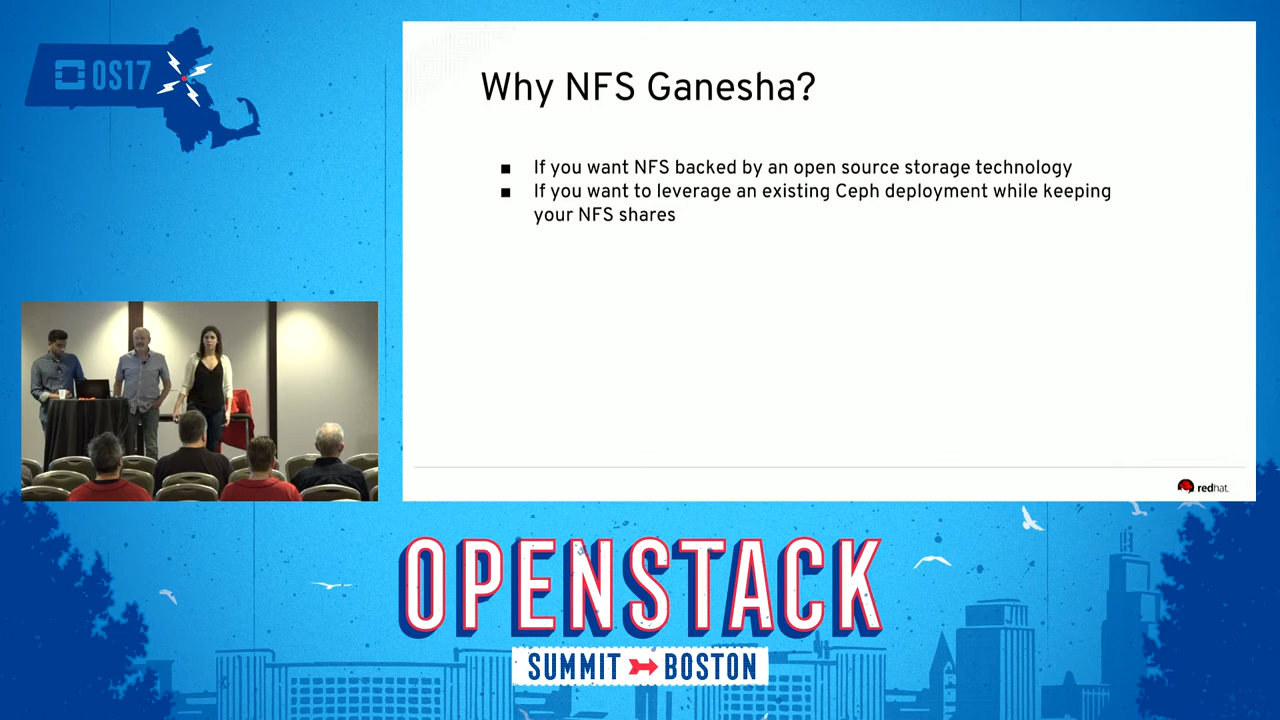 OS17
Why NFS Ganesha?
■ If you want NFS backed by an open source storage technology
■ If you want to leverage an existing Ceph deployment while keeping
your NFS shares
redhat.
OPENSTACK
SUMMIT BOSTON